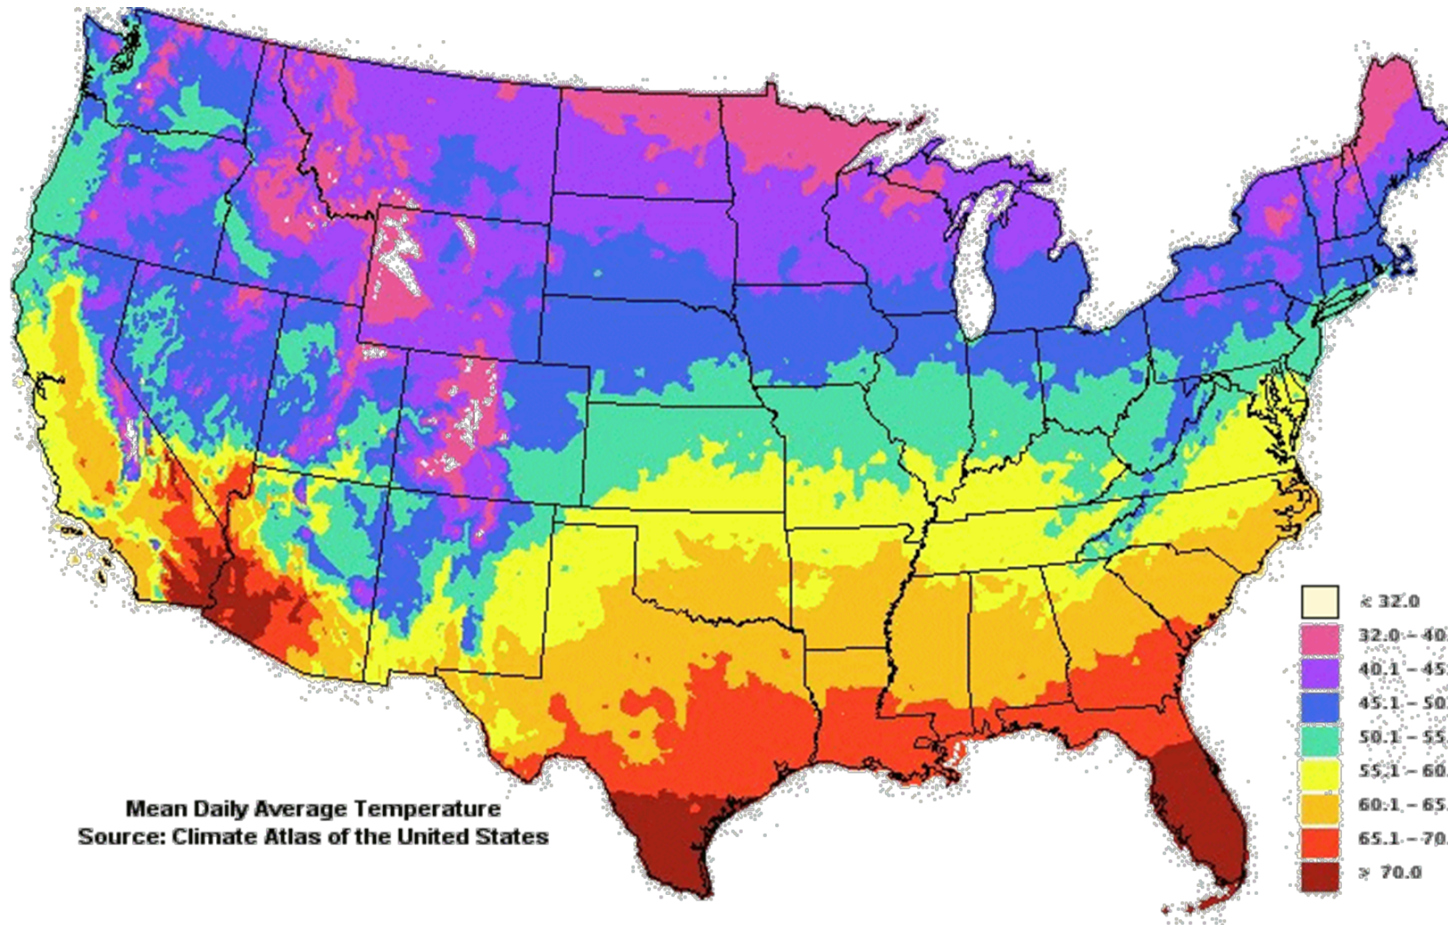 Mean Daily Average Temperature
Source: Climate Atlas of the United States
< 32.0
32.0 - 40
40.1 - 45
45.1 - 50
50.1 - 55
55.1 - 60
60.1 - 65
65.1 - 70
> 70.0